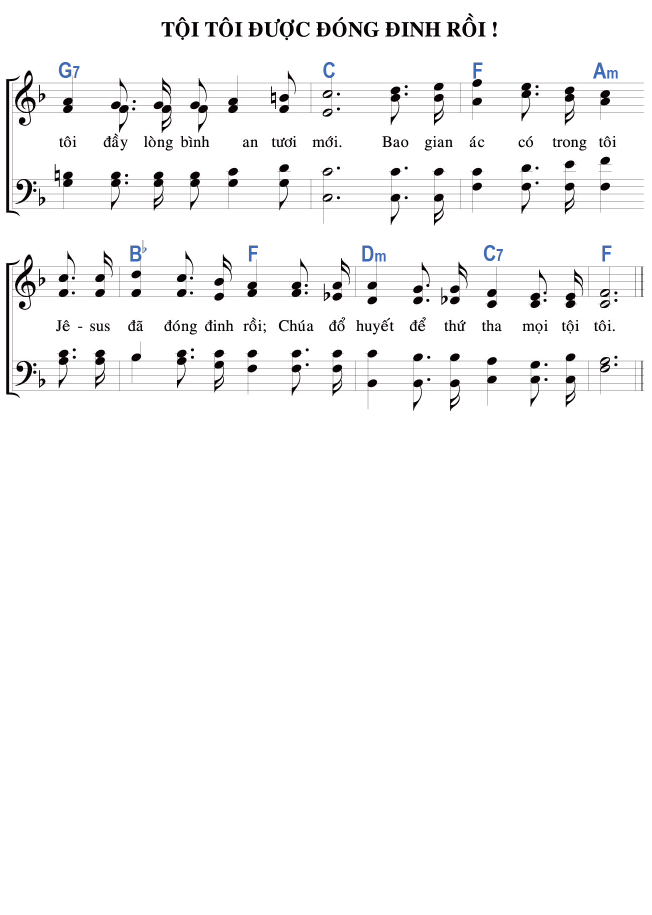 TỘI TÔI ĐƯỢC ĐÓNG ĐINH RỒI !
G7 C F Am
tôi đầy lòng bình an tươi mới. Bao gian ác có trong tôi
B♭ F Dm C7 F
Jê - sus đã đóng đinh rồi; Chúa đổ huyết để thứ tha mọi tội tôi.